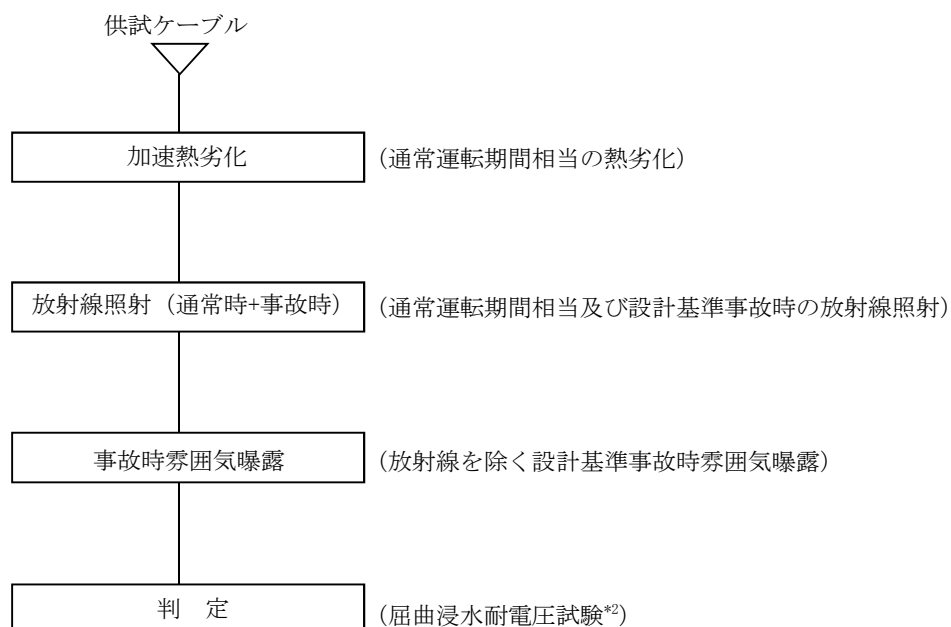 供試ケーブル
加速熱劣化 (通常運転期間相当の熱劣化)
放射線照射（通常時+事故時） (通常運転期間相当及び設計基準事故時の放射線照射)
事故時雰囲気曝露 (放射線を除く設計基準事故時雰囲気曝露)
判　定 (屈曲浸水耐電圧試験*2)